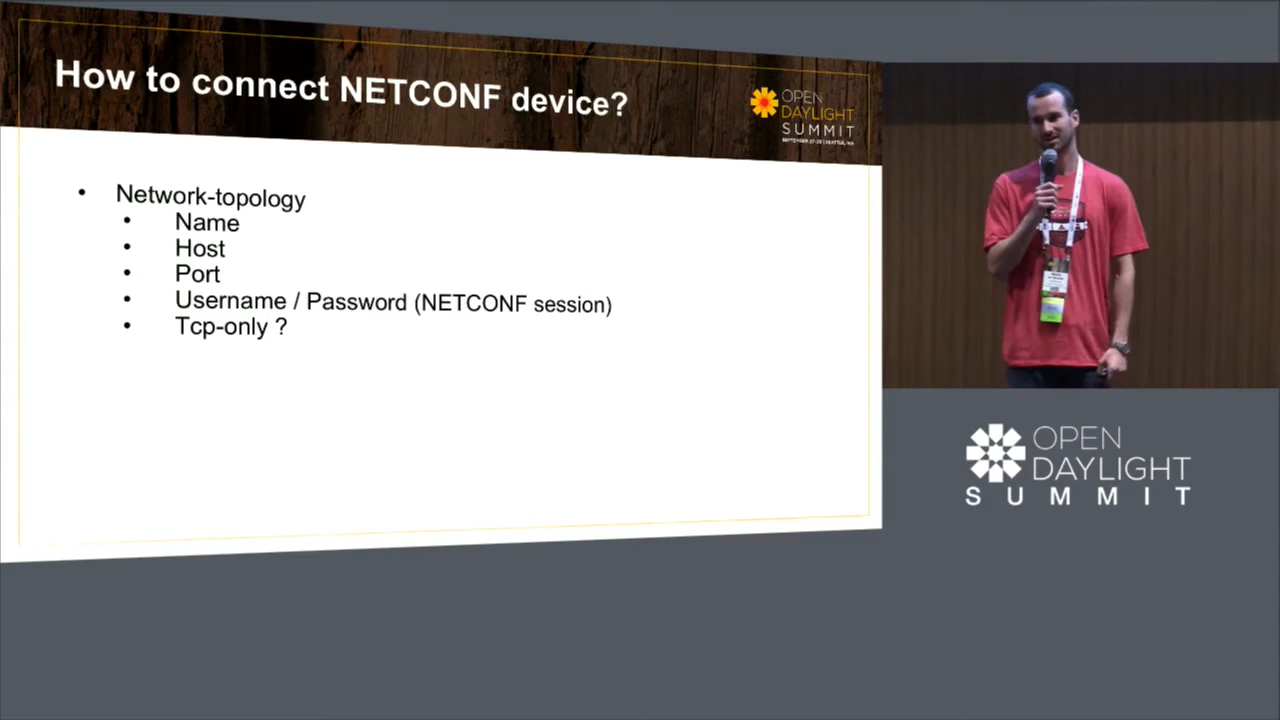 How to connect NETCONF device?
OPEN
DAYLIGHT
SUMMIT
• Network-topology
• Name
• Host
• Port
• Username / Password (NETCONF session)
• Tcp-only ?
OPEN
DAYLIGHT
SUMMIT